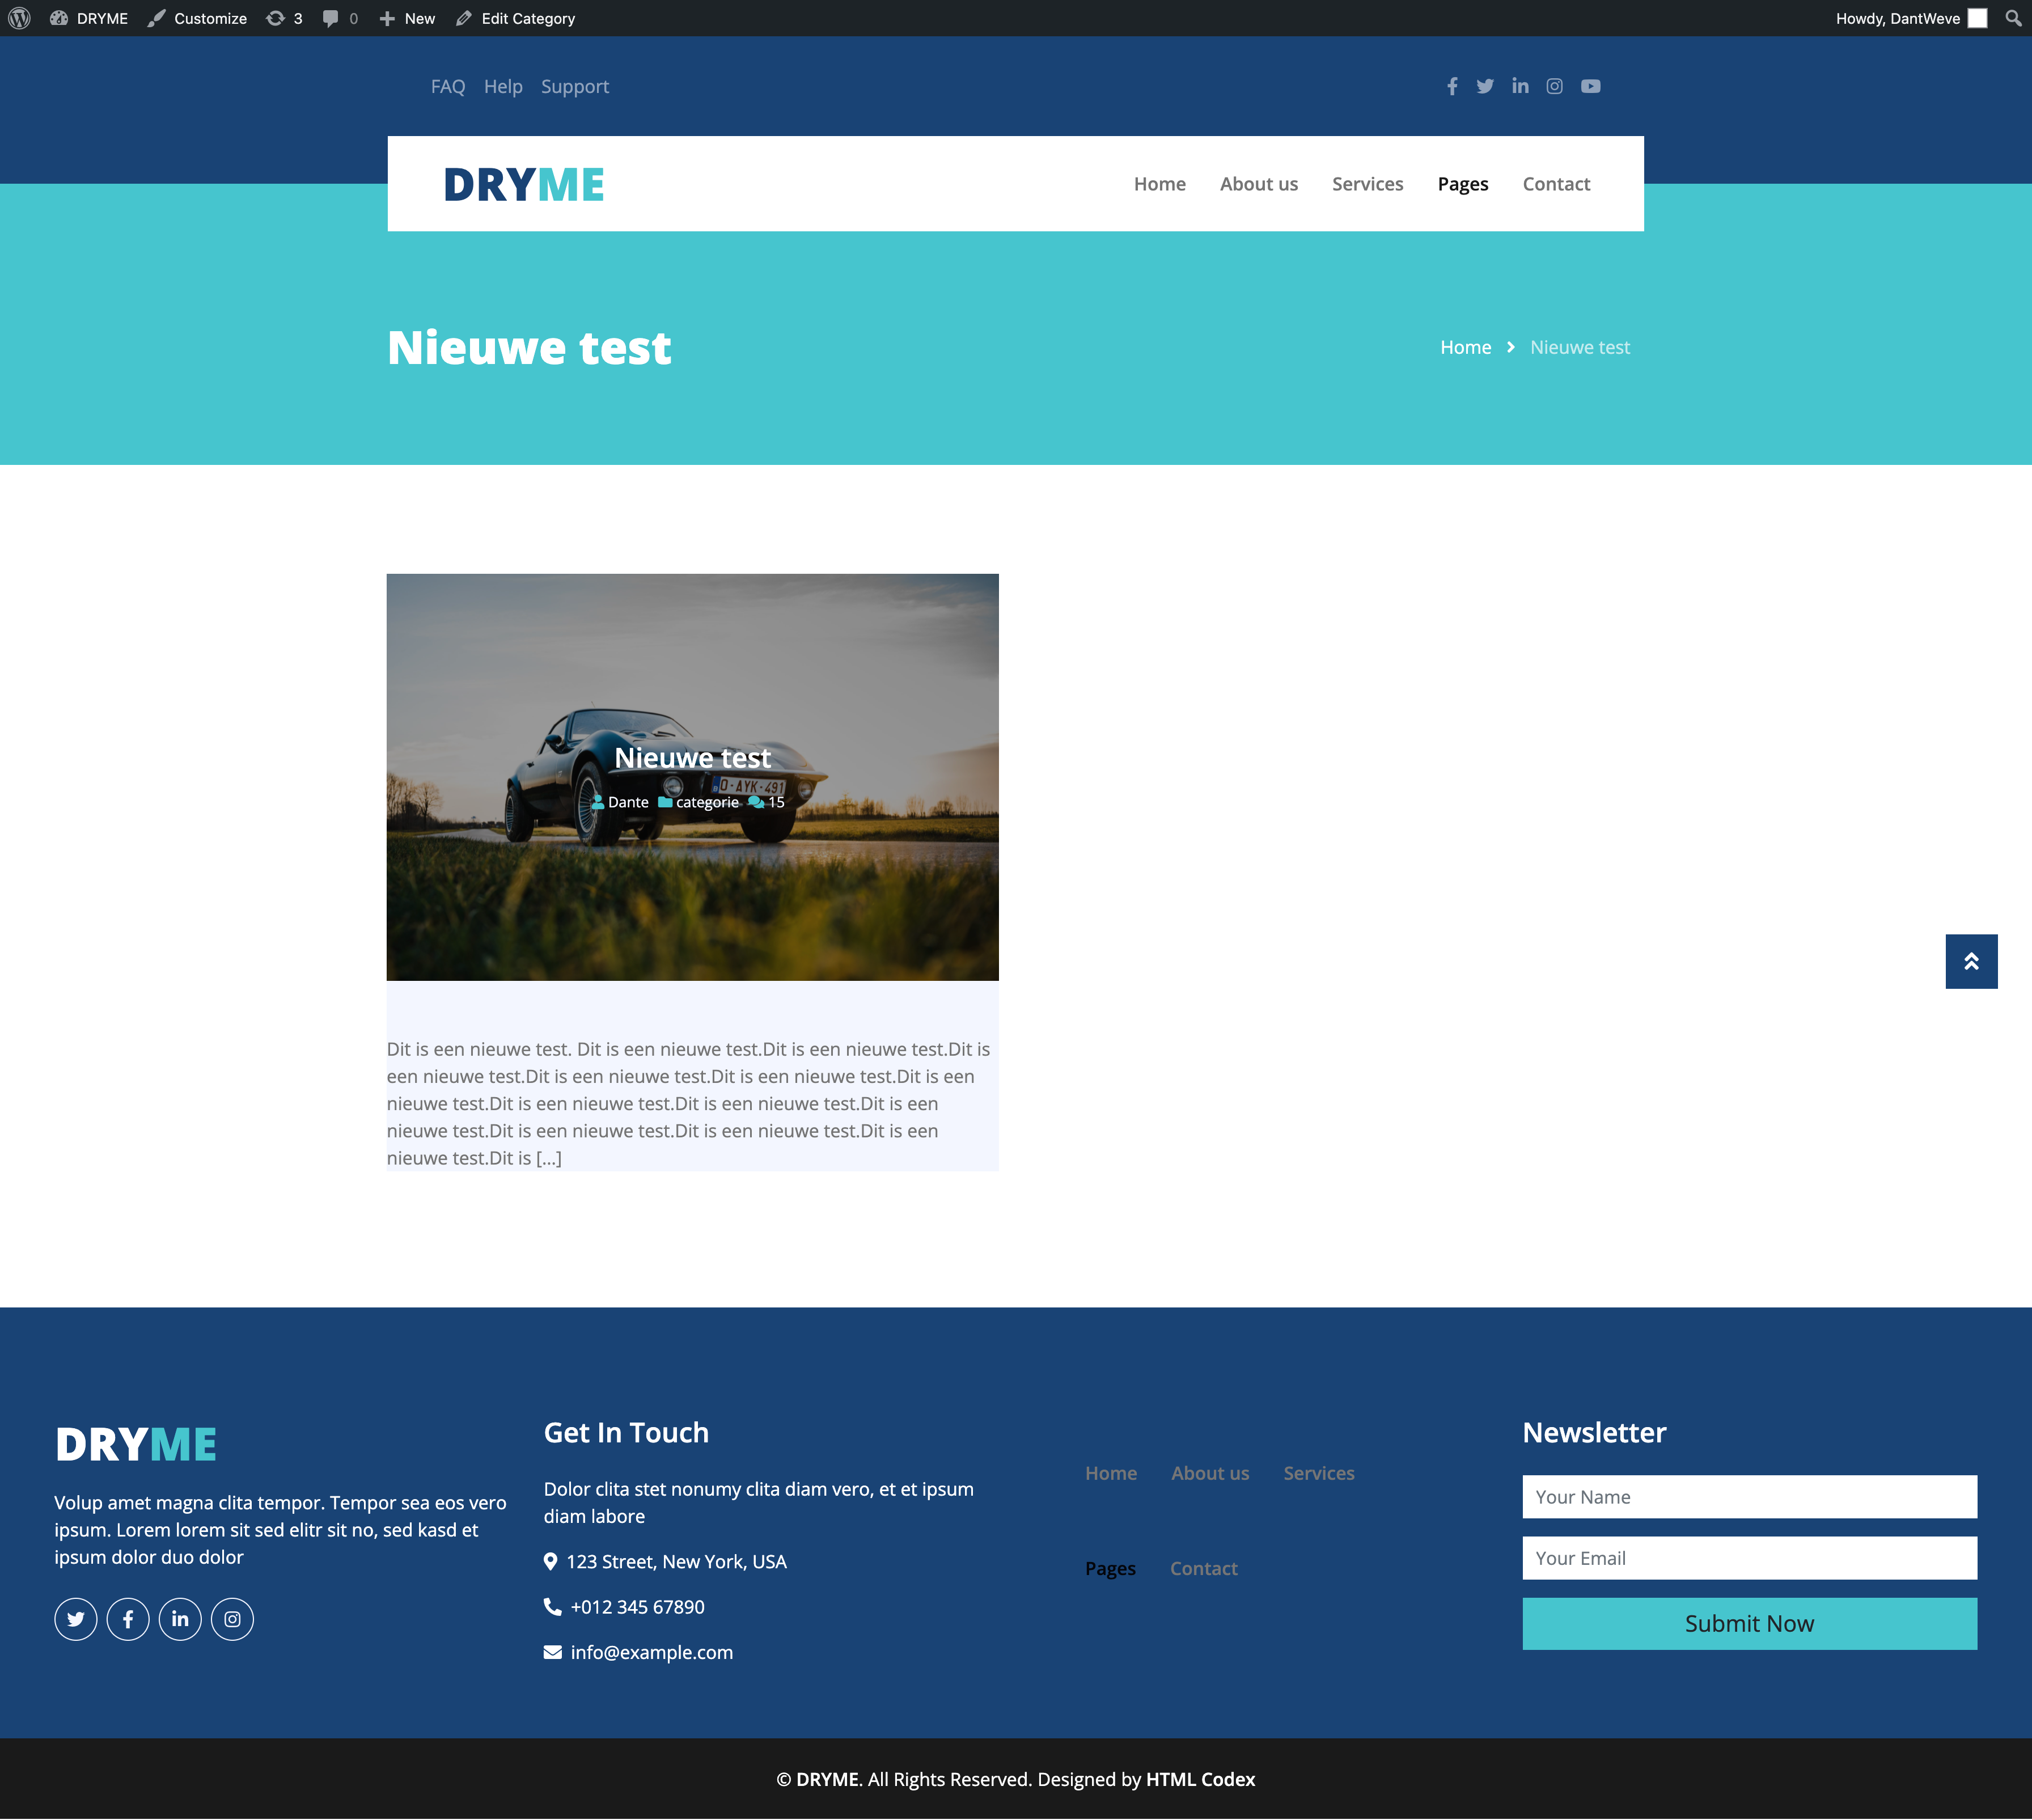 DRYME Customize 3 0 New Edit Category Howdy, DantWeve
FAQ Help Support
DRYME Home About us Services Pages Contact
Nieuwe test Home Nieuwe test
Nieuwe test
O-AYK-491
Dante categorie 15
Dit is een nieuwe test. Dit is een nieuwe test.Dit is een nieuwe test.Dit is
een nieuwe test.Dit is een nieuwe test.Dit is een nieuwe test.Dit is een
nieuwe test.Dit is een nieuwe test.Dit is een nieuwe test.Dit is een
nieuwe test.Dit is een nieuwe test.Dit is een nieuwe test.Dit is een
nieuwe test.Dit is [...]
DRYME
Volup amet magna clita tempor. Tempor sea eos vero
ipsum. Lorem lorem sit sed elitr sit no, sed kasd et
ipsum dolor duo dolor
Get In Touch
Dolor clita stet nonumy clita diam vero, et et ipsum
diam labore
123 Street, New York, USA
+012 345 67890
info@example.com
Home About us Services
Pages Contact
Newsletter
Your Name
Your Email
Submit Now
© DRYME. All Rights Reserved. Designed by HTML Codex